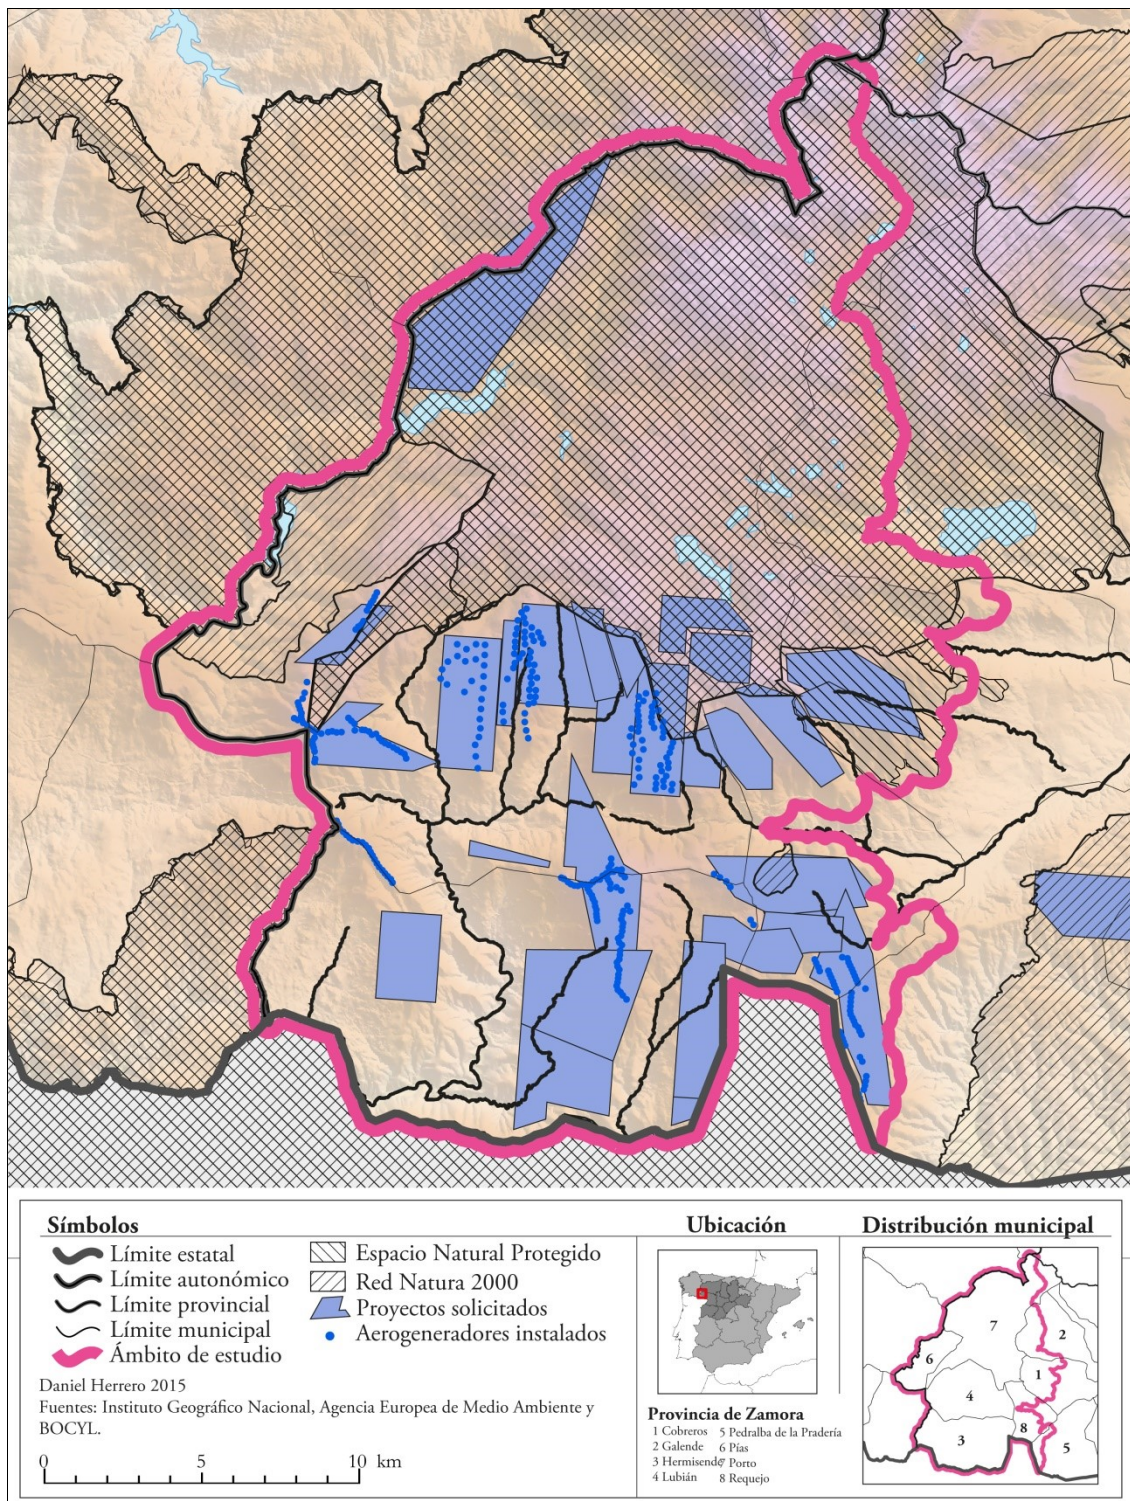 Símbolos
Límite estatal
Límite autonómico
Límite provincial
Límite municipal
Ámbito de estudio
Espacio Natural Protegido
Red Natura 2000
Proyectos solicitados
Aerogeneradores instalados
Daniel Herrero 2015
Fuentes: Instituto Geográfico Nacional, Agencia Europea de Medio Ambiente y
BOCYL.
0 5 10 km
Ubicación
Provincia de Zamora
1 Cobreros 5 Pedralba de la Pradería
2 Galende 6 Pías
3 Hermisende 7 Porto
4 Lubián 8 Requejo
Distribución municipal
7
2
6
1
4
8
3
5